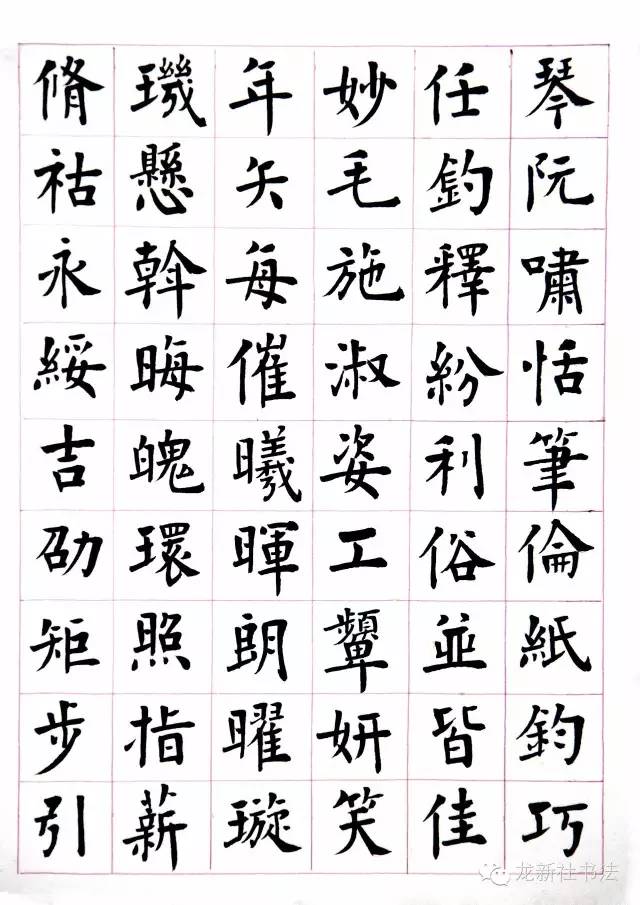 琴阮嘯恬筆倫紙鈞巧
任釣釋紛利俗並皆佳
妙毛施淑姿工顰妍笑
年矢每催曦暉朗曜璇
璣懸斡晦魄環照指薪
脩祜永綏吉劭矩步引
龙新社书法